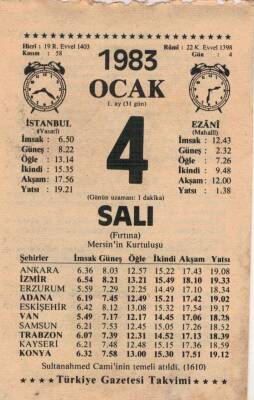 Hicrî : 19 R. Evvel 1403
Kasım : 58
1983
Rûmî : 22 K. Evvel 1398
Gün : 4
OCAK
1. ay (31 gün)
İSTANBUL
(Vasatî)
İmsak : 6.50
Güneş : 8.22
Öğle : 13.14
İkindi : 15.35
Akşam : 17.56
Yatsı : 19.21
4
EZANÎ
(Mahallî)
İmsak : 12.43
Güneş : 2.32
Öğle : 7.26
İkindi : 9.48
Akşam : 12.00
Yatsı : 1.38
(Günün uzaması: 1 dakika)
SALI
(Fırtına)
Mersin'in Kurtuluşu
Şehirler İmsak Güneş Öğle İkindi Akşam Yatsı
ANKARA 6.36 8.03 12.57 15.22 17.43 19.08
İZMİR 6.54 8.21 13.21 15.49 18.10 19.33
ERZURUM 5.59 7.29 12.25 14.49 17.10 18.34
ADANA 6.19 7.45 12.49 15.21 17.42 19.02
ESKİŞEHİR 6.42 8.12 13.08 15.32 17.54 19.17
VAN 5.49 7.17 12.17 14.45 17.06 18.28
SAMSUN 6.21 7.53 12.45 15.05 17.26 18.52
TRABZON 6.07 7.39 12.31 14.52 17.13 18.39
KAYSERİ 6.21 7.48 12.48 15.15 17.36 18.59
KONYA 6.32 7.58 13.00 15.30 17.51 19.12
Sultanahmed Cami'inin temeli atıldı. (1610)
Türkiye Gazetesi Takvimi